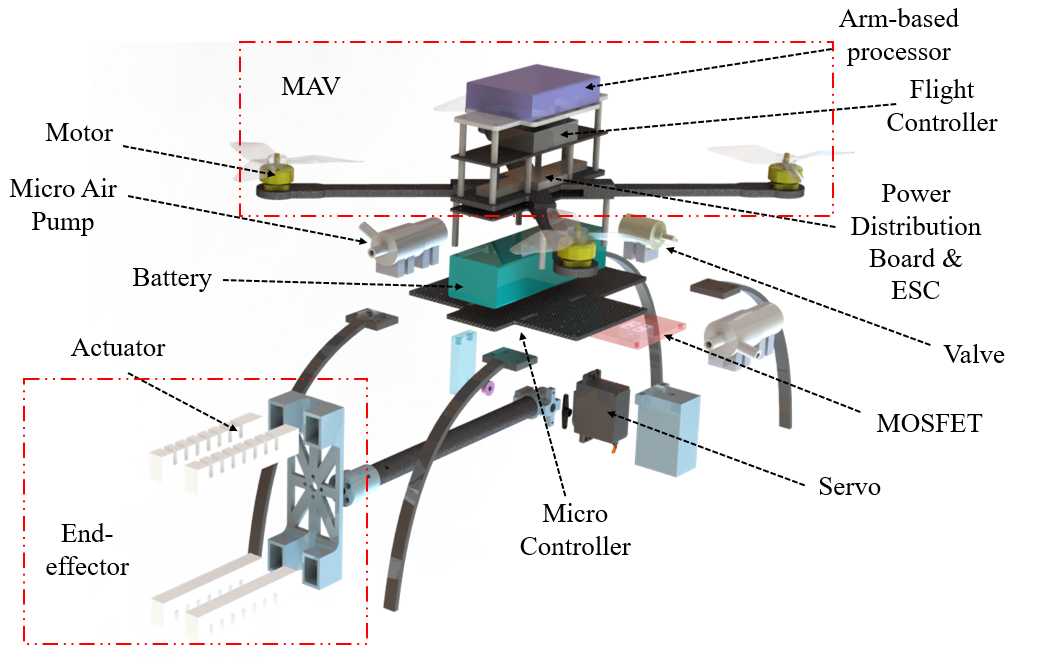 Arm-based
processor
MAV
Flight
Controller
Motor
Micro Air
Pump
Power
Distribution
Board &
ESC
Battery
Actuator
Valve
MOSFET
Servo
Micro
Controller
End-
effector